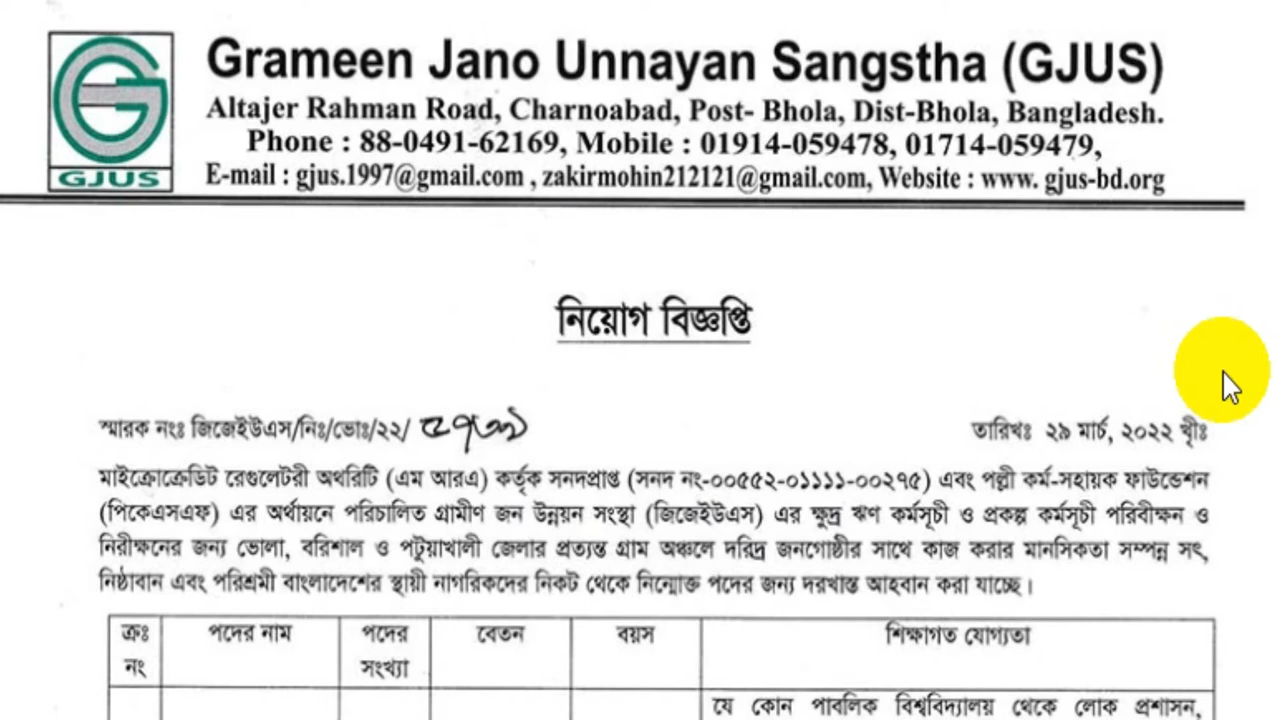 Grameen Jano Unnayan Sangstha (GJUS)
Altajer Rahman Road, Charnoabad, Post- Bhola, Dist-Bhola, Bangladesh.
Phone : 88-0491-62169, Mobile : 01914-059478, 01714-059479,
GJUS
E-mail : gjus.1997@gmail.com , zakirmohin212121@gmail.com, Website : www. gjus-bd.org
নিয়োগ বিজ্ঞপ্তি
স্মারক নংঃ জিজেইউএস/নিঃ/ভোঃ/২২/ তারিখঃ ২৯ মার্চ, ২০২২ খ্রীঃ
মাইক্রোক্রেডিট রেগুলেটরী অথরিটি (এম আরএ) কর্তৃক সনদপ্রাপ্ত (সনদ নং-০০৫৫২-০১১১১-০০২৭৫) এবং পল্লী কর্ম-সহায়ক ফাউন্ডেশন
(পিকেএসএফ) এর অর্থায়নে পরিচালিত গ্রামীণ জন উন্নয়ন সংস্থা (জিজেইউএস) এর ক্ষুদ্র ঋণ কর্মসূচী ও প্রকল্প কর্মসূচী পরিবীক্ষন ও
নিরীক্ষনের জন্য ভোলা, বরিশাল ও পটুয়াখালী জেলার প্রত্যন্ত গ্রাম অঞ্চলে দরিদ্র জনগোষ্ঠীর সাথে কাজ করার মানসিকতা সম্পন্ন সৎ,
নিষ্ঠাবান এবং পরিশ্রমী বাংলাদেশের স্থায়ী নাগরিকদের নিকট থেকে নিম্নোক্ত পদের জন্য দরখাস্ত আহবান করা যাচ্ছে।
ক্রঃ নং পদের নাম পদের সংখ্যা বেতন বয়স শিক্ষাগত যোগ্যতা
যে কোন পাবলিক বিশ্ববিদ্যালয় থেকে লোক প্রশাসন,